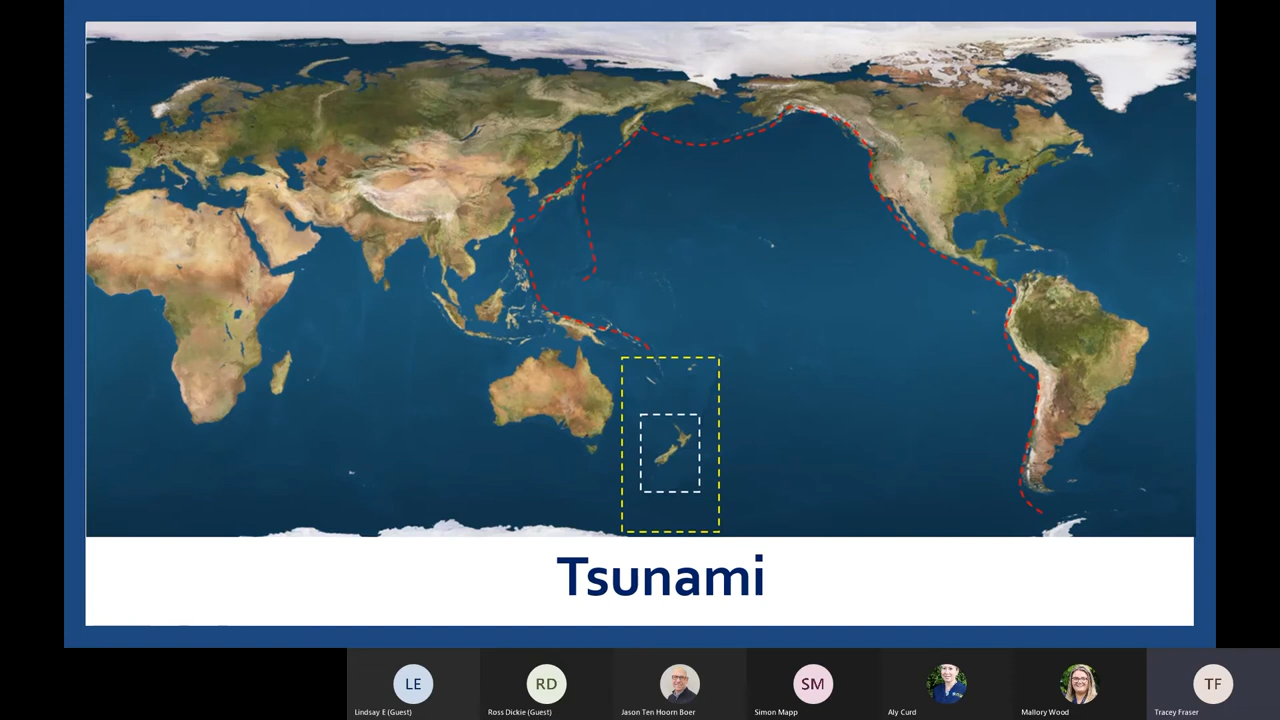 Tsunami
LE
RD
SM
TF
Lindsay E (Guest)
Ross Dickie (Guest)
Jason Ten Hoorn Boer
Simon Mapp
Aly Curd
Mallory Wood
Tracey Fraser